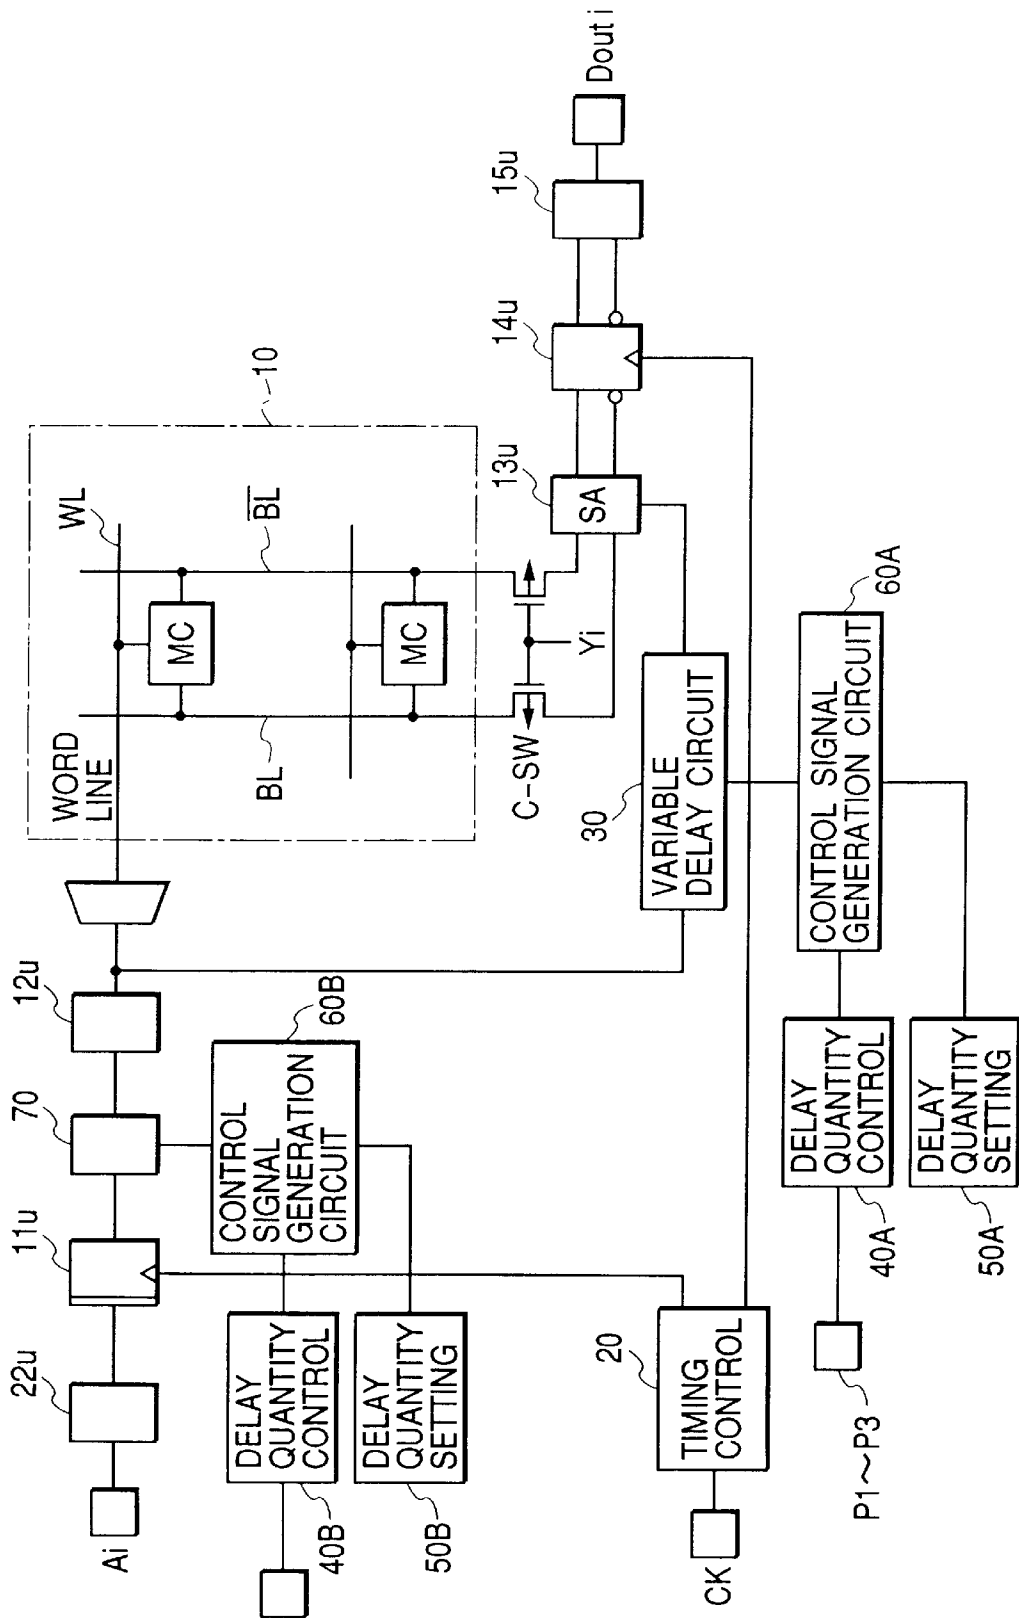 Ai
22u
11u
70
12u
WORD
LINE
WL
10
MC
MC
BL
BL
C-SW
Yi
13u
SA
14u
15u
Dout i
40B
DELAY
QUANTITY
CONTROL
50B
DELAY
QUANTITY
SETTING
60B
CONTROL
SIGNAL
GENERATION
CIRCUIT
CK
20
TIMING
CONTROL
30
VARIABLE
DELAY CIRCUIT
P1~P3
40A
DELAY
QUANTITY
CONTROL
50A
DELAY
QUANTITY
SETTING
60A
CONTROL SIGNAL
GENERATION CIRCUIT